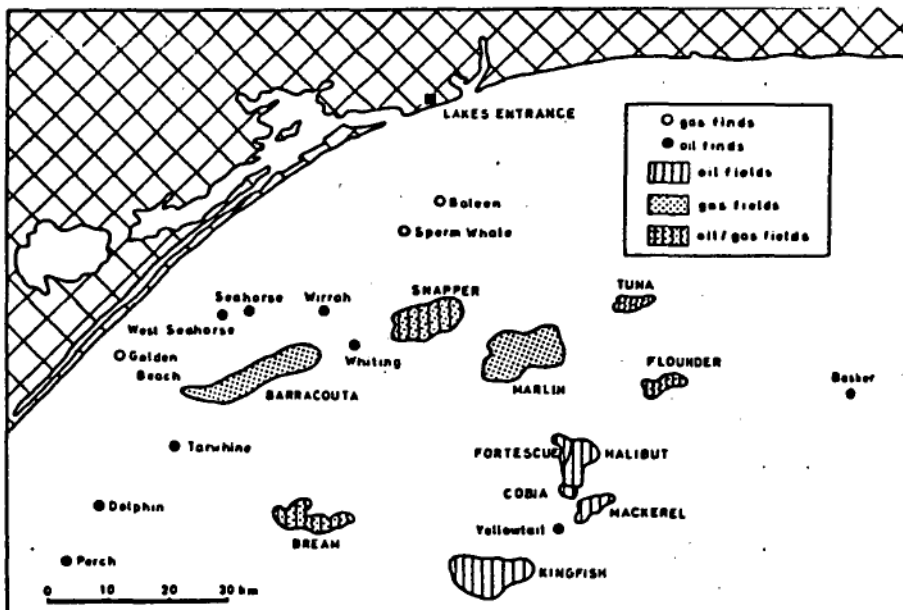 LAKES ENTRANCE
gas finds
oil finds
oil fields
gas fields
oil/gas fields
Baleen
Sperm Whale
SNAPPER
TUNA
Seahorse
Wirrah
West Seahorse
Whiting
Golden
Beach
BARRACOUTA
MARLIN
FLOUNDER
Basker
Tarwhine
FORTESCUE
HALIBUT
COBIA
MACKEREL
Dolphin
BREAM
Yellowtail
Perch
KINGFISH
0 10 20 30 km